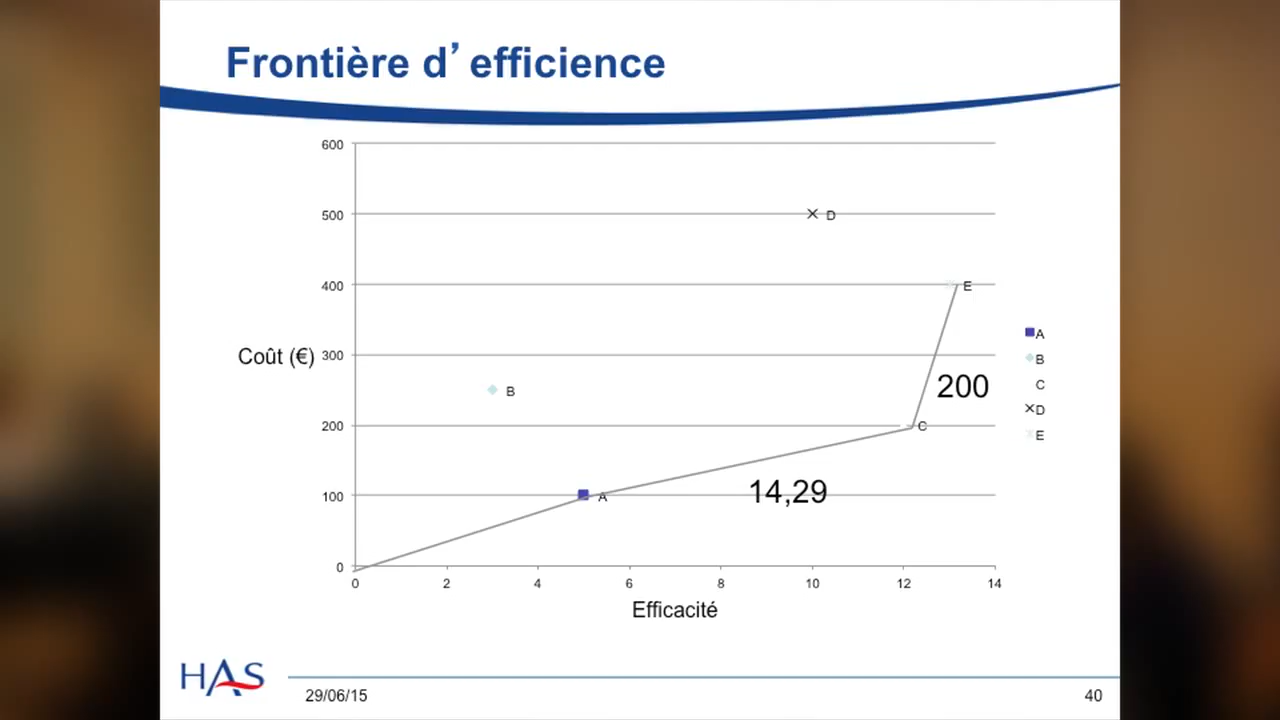 Frontière d’ efficience
600
500
D
400
E
A
Coût (€)
300
B
200
B
C
200
C
D
E
14,29
100
A
0
0
2
4
6
8
10
12
14
Efficacité
HAS
29/06/15
40